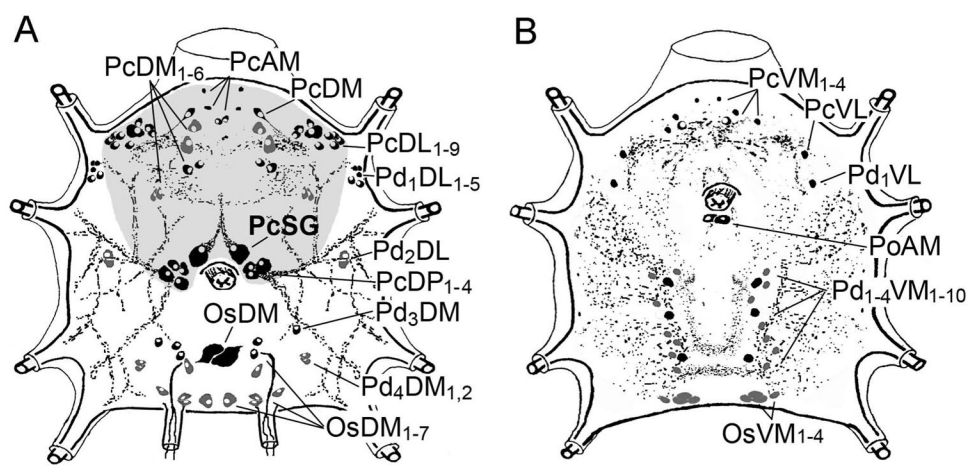 A
PcDM1-6
PcAM
PcDM
PcDL1-9
Pd1DL1-5
PcSG
Pd2DL
PcDP1-4
Pd3DM
OsDM
Pd4DM1,2
OsDM1-7
B
PcVM1-4
PcVL
Pd1VL
PoAM
Pd1-4VM1-10
OsVM1-4